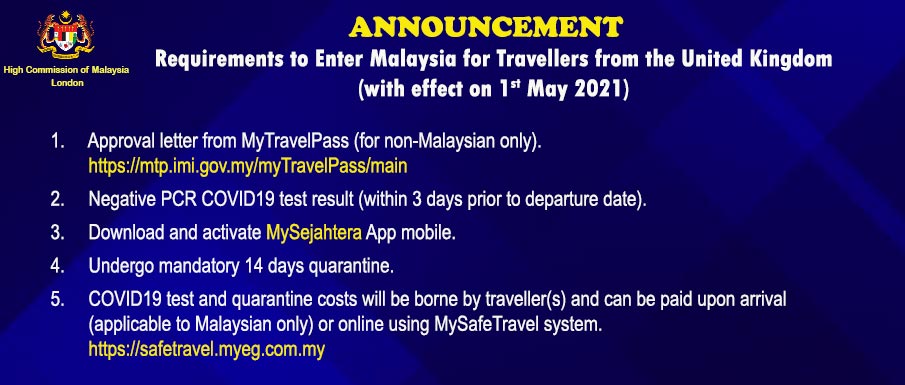 ANNOUNCEMENT
High Commission of Malaysia
London
Requirements to Enter Malaysia for Travellers from the United Kingdom
(with effect on 1st May 2021)
1. Approval letter from MyTravelPass (for non-Malaysian only).
https://mtp.imi.gov.my/myTravelPass/main
2. Negative PCR COVID19 test result (within 3 days prior to departure date).
3. Download and activate MySejahtera App mobile.
4. Undergo mandatory 14 days quarantine.
5. COVID19 test and quarantine costs will be borne by traveller(s) and can be paid upon arrival
(applicable to Malaysian only) or online using MySafeTravel system.
https://safetravel.myeg.com.my